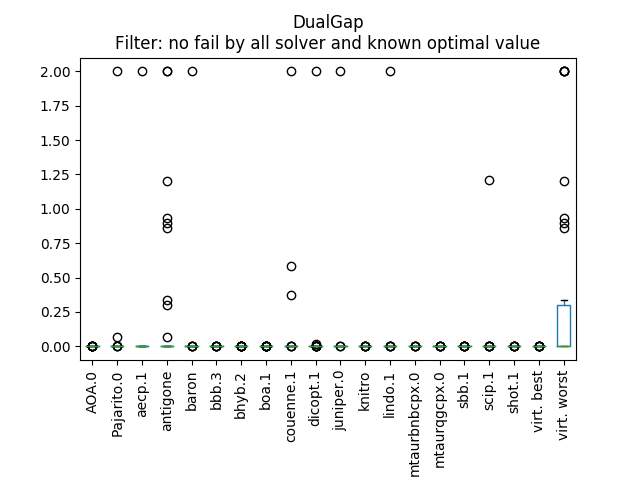 DualGap
Filter: no fail by all solver and known optimal value
2.00
1.75
1.50
1.25
1.00
0.75
0.50
0.25
0.00
AOA.0
Pajarito.0
aecp.1
antigone
baron
bbb.3
bhyb.2
boa.1
couenne.1
dicopt.1
juniper.0
knitro
lindo.1
mtaurbnbcpx.0
mtaurqgcpx.0
sbb.1
scip.1
shot.1
virt. best
virt. worst